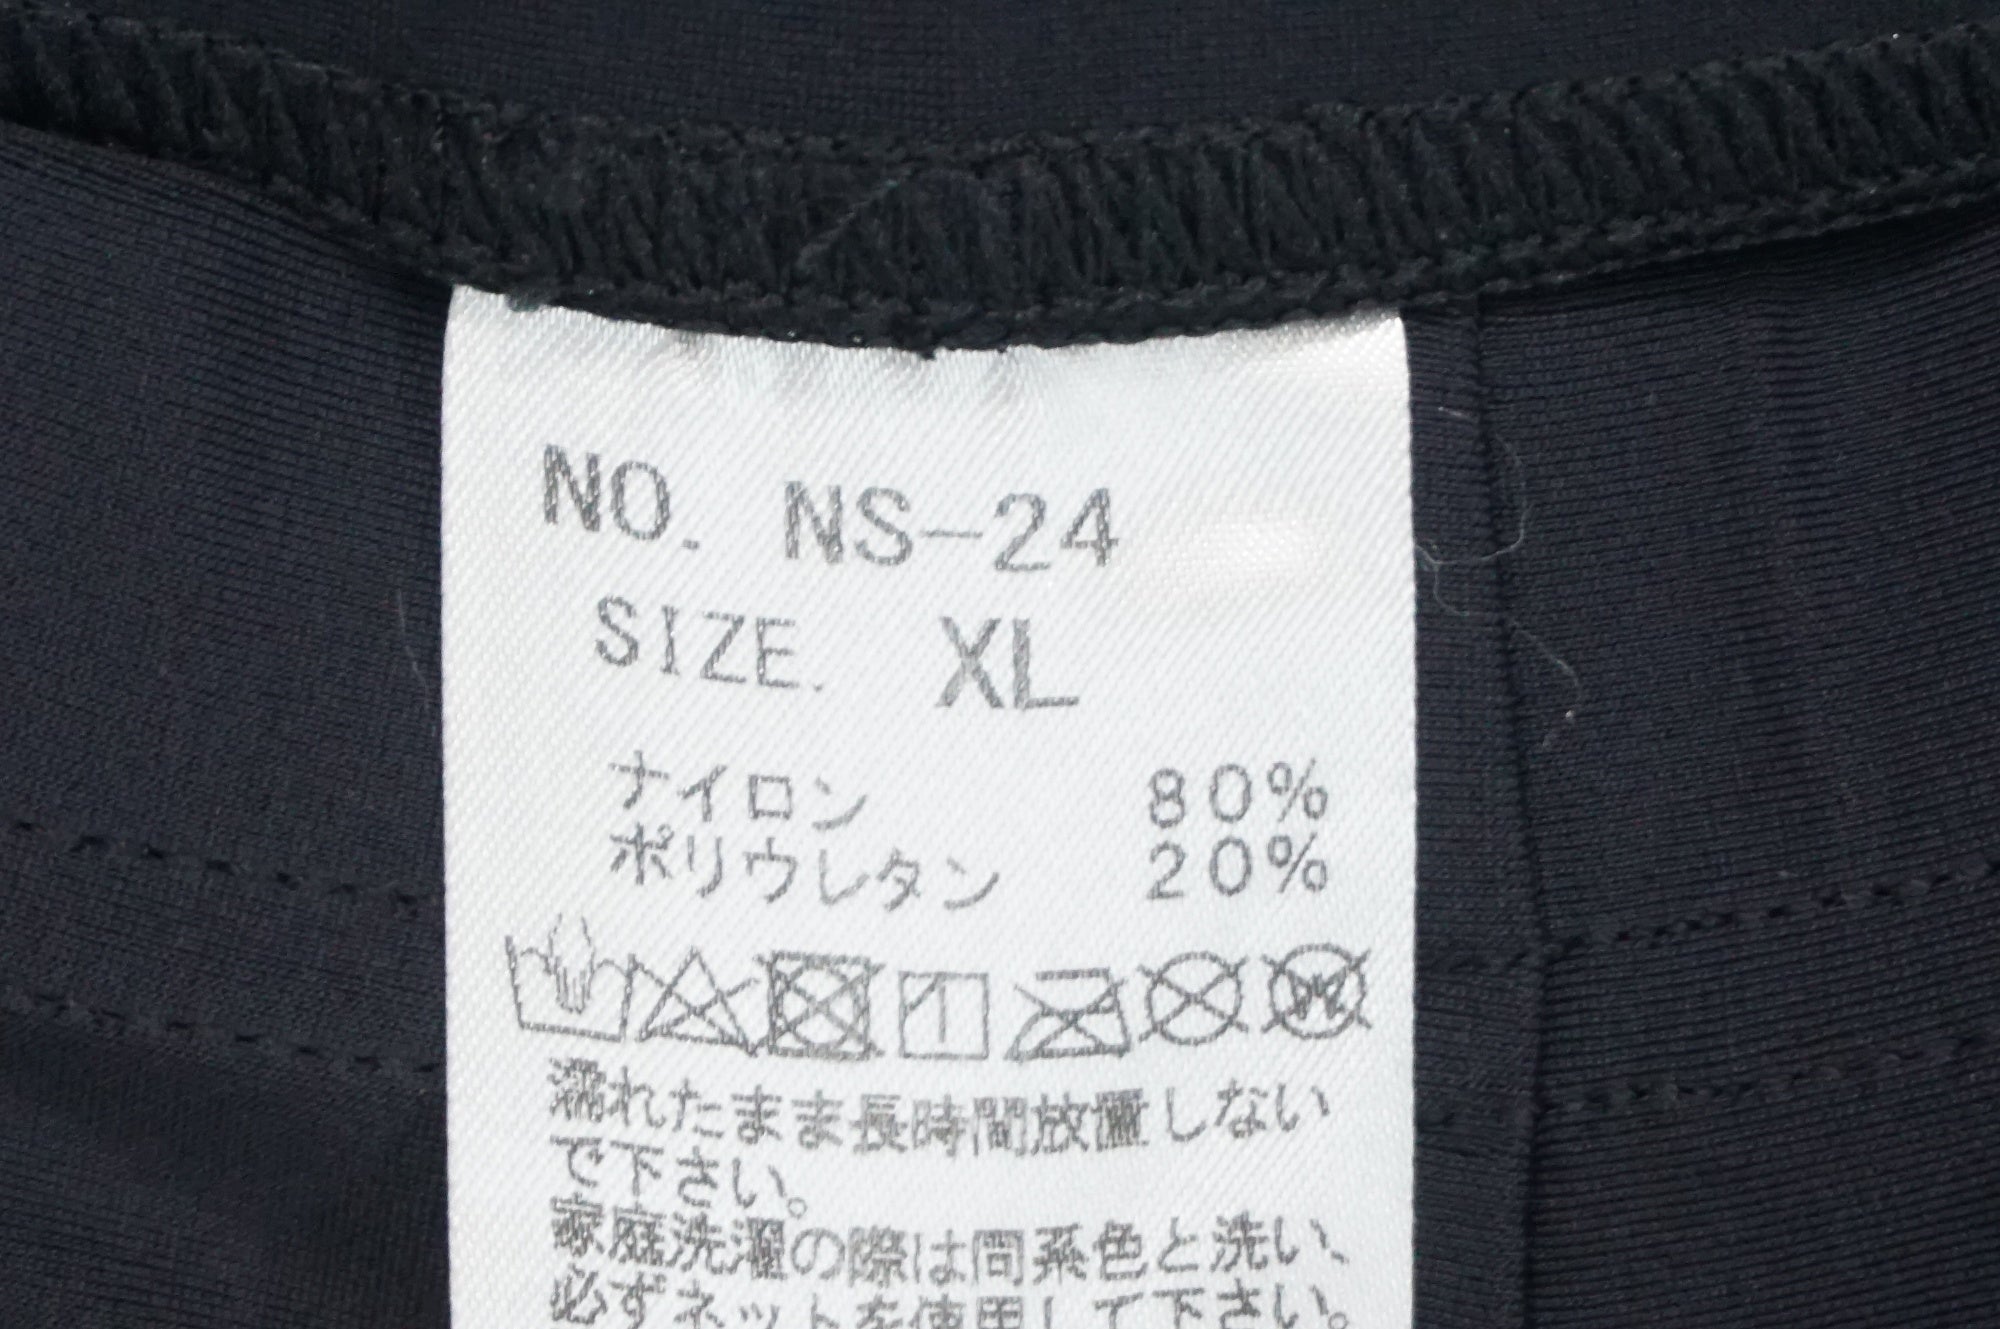 NO. NS-24
SIZE. XL
ナイロン 80%
ポリウレタン 20%
濡れたまま長時間放置しない
で下さい。
家庭洗濯の際は同系色と洗い、
必ずネットを使用して下さい。